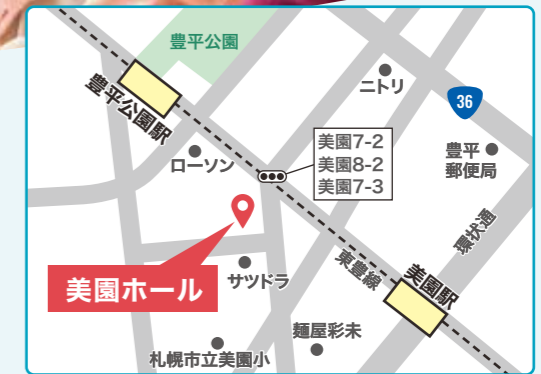 豊平公園
豊平公園駅
ニトリ
36
美園7-2
美園8-2
美園7-3
豊平
郵便局
ローソン
環状通
美園ホール
サツドラ
東豊線
美園駅
麺屋彩未
札幌市立美園小